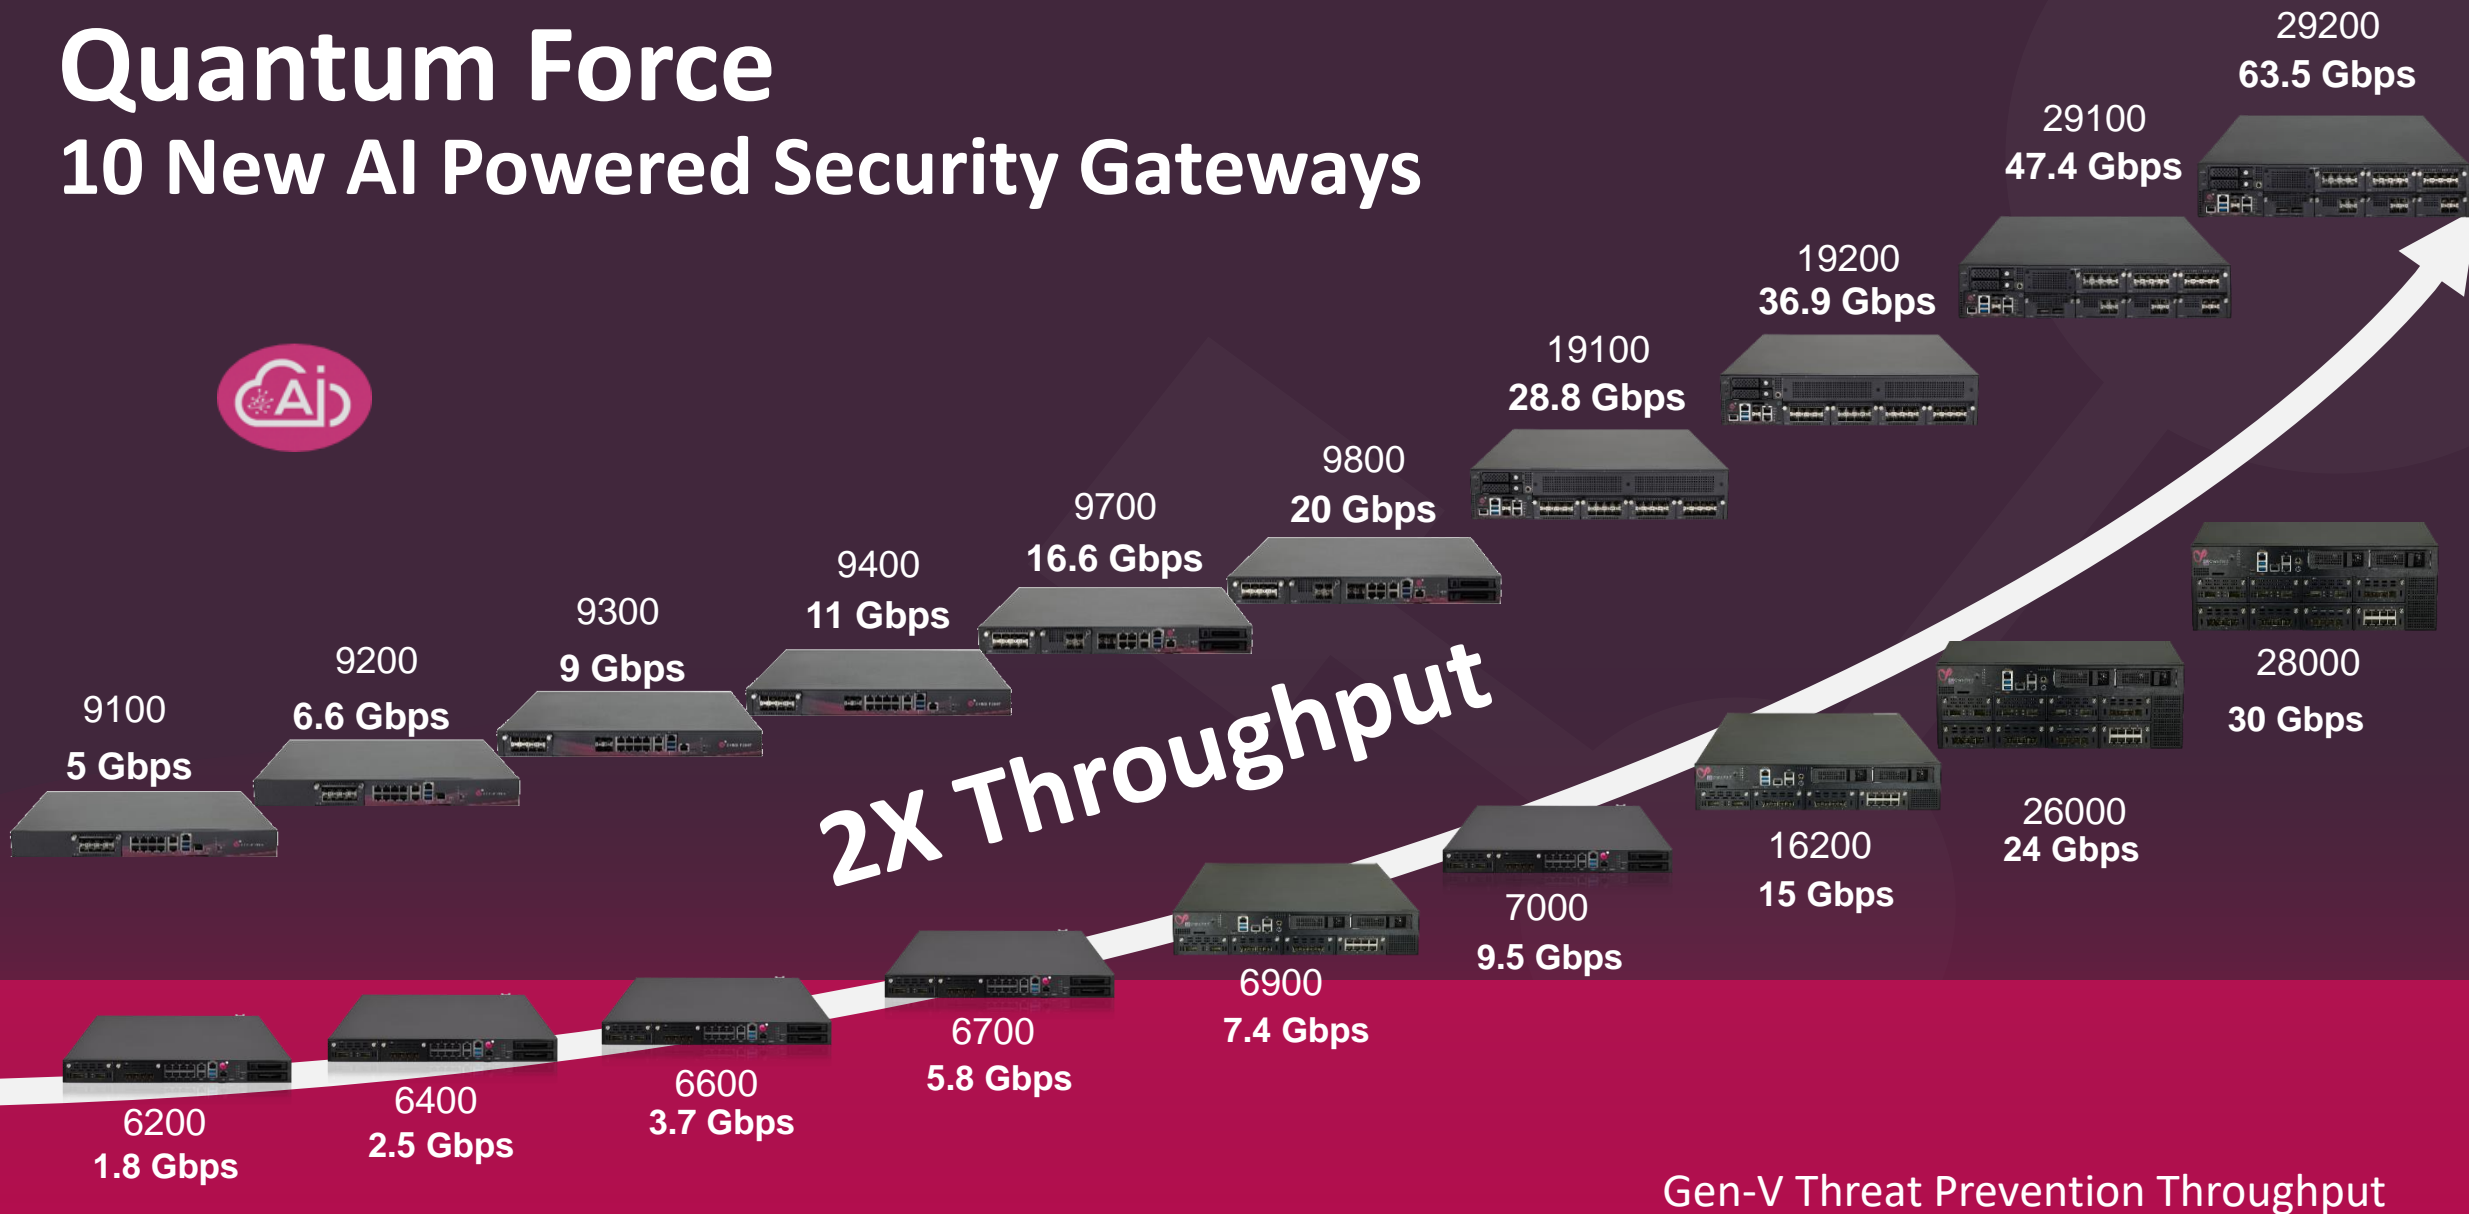 Quantum Force
10 New AI Powered Security Gateways
29200
63.5 Gbps
29100
47.4 Gbps
19200
36.9 Gbps
19100
28.8 Gbps
9800
20 Gbps
9700
16.6 Gbps
9400
11 Gbps
9300
9 Gbps
9200
6.6 Gbps
9100
5 Gbps
AI
2X Throughput
28000
30 Gbps
26000
24 Gbps
16200
15 Gbps
7000
9.5 Gbps
6900
7.4 Gbps
6700
5.8 Gbps
6600
3.7 Gbps
6400
2.5 Gbps
6200
1.8 Gbps
Gen-V Threat Prevention Throughput